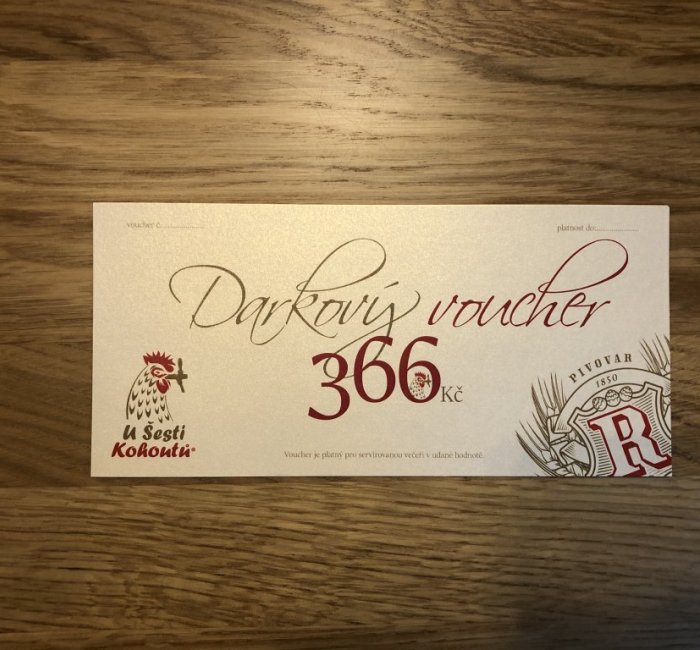 voucher č.....................
platnost do:.....................
Darkový voucher
366 Kč
PIVOVAR
1850
R
U Šesti
Kohoutů®
Voucher je platný pro servírovanou večeři v udané hodnotě.